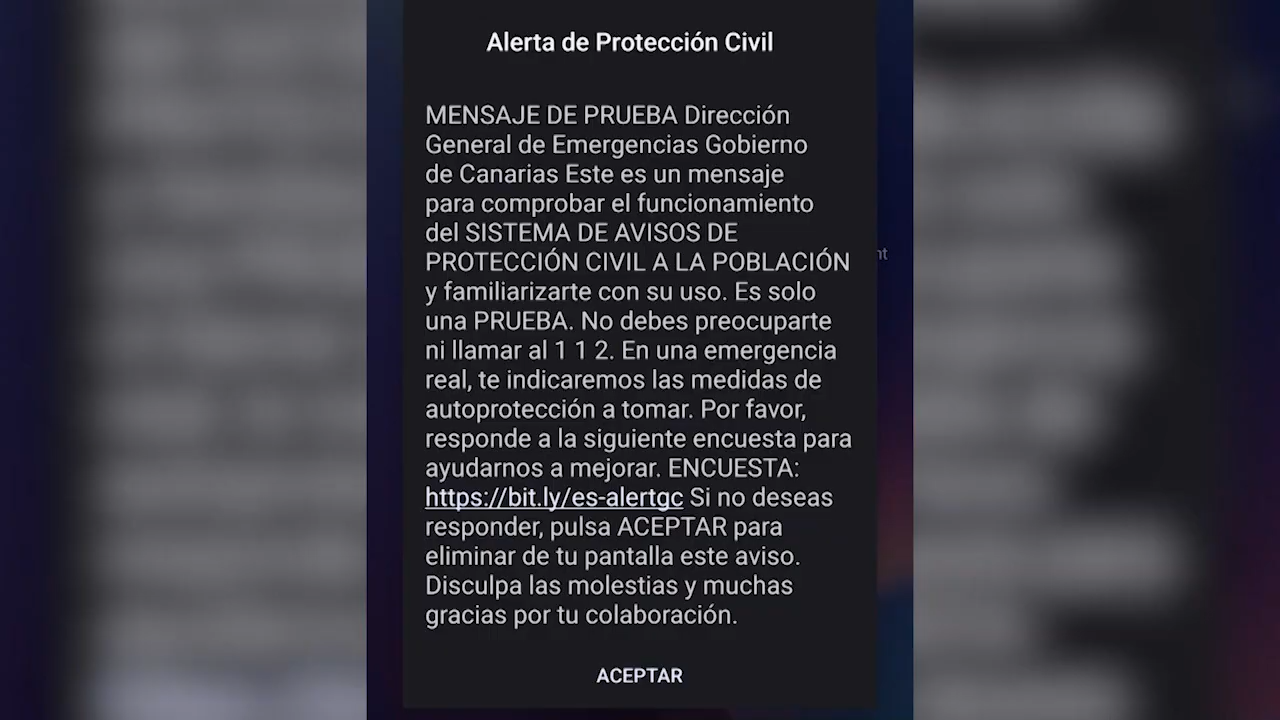 Alerta de Protección Civil
MENSAJE DE PRUEBA Dirección
General de Emergencias Gobierno
de Canarias Este es un mensaje
para comprobar el funcionamiento
del SISTEMA DE AVISOS DE
PROTECCIÓN CIVIL A LA POBLACIÓN
y familiarizarte con su uso. Es solo
una PRUEBA. No debes preocuparte
ni llamar al 1 1 2. En una emergencia
real, te indicaremos las medidas de
autoprotección a tomar. Por favor,
responde a la siguiente encuesta para
ayudarnos a mejorar. ENCUESTA:
https://bit.ly/es-alertgc Si no deseas
responder, pulsa ACEPTAR para
eliminar de tu pantalla este aviso.
Disculpa las molestias y muchas
gracias por tu colaboración.
ACEPTAR